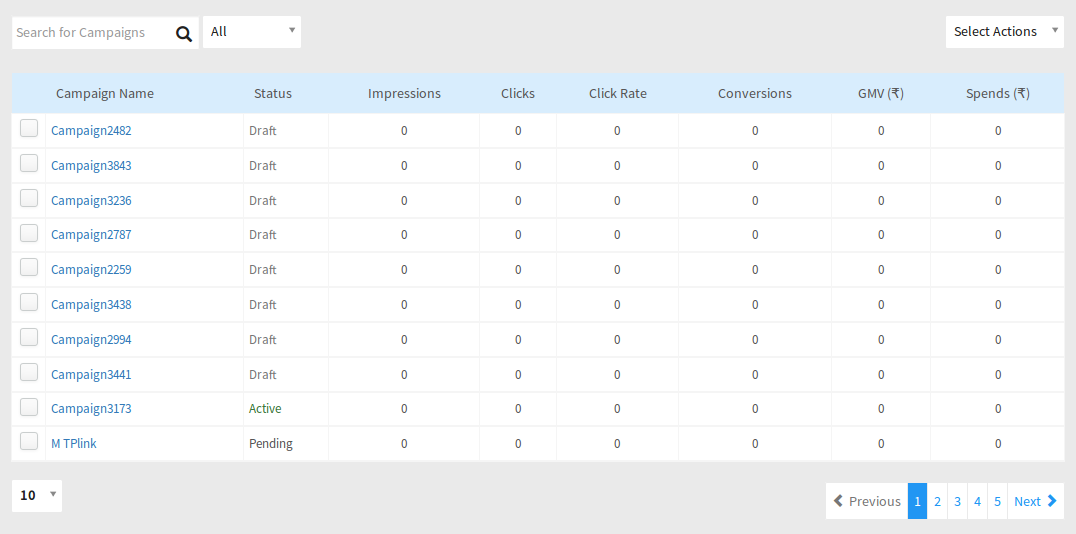 Search for Campaigns All Select Actions
Campaign Name Status Impressions Clicks Click Rate Conversions GMV (₹) Spends (₹)
Campaign2482 Draft 0 0 0 0 0 0
Campaign3843 Draft 0 0 0 0 0 0
Campaign3236 Draft 0 0 0 0 0 0
Campaign2787 Draft 0 0 0 0 0 0
Campaign2259 Draft 0 0 0 0 0 0
Campaign3438 Draft 0 0 0 0 0 0
Campaign2994 Draft 0 0 0 0 0 0
Campaign3441 Draft 0 0 0 0 0 0
Campaign3173 Active 0 0 0 0 0 0
M TPlink Pending 0 0 0 0 0 0
10 Previous 1 2 3 4 5 Next